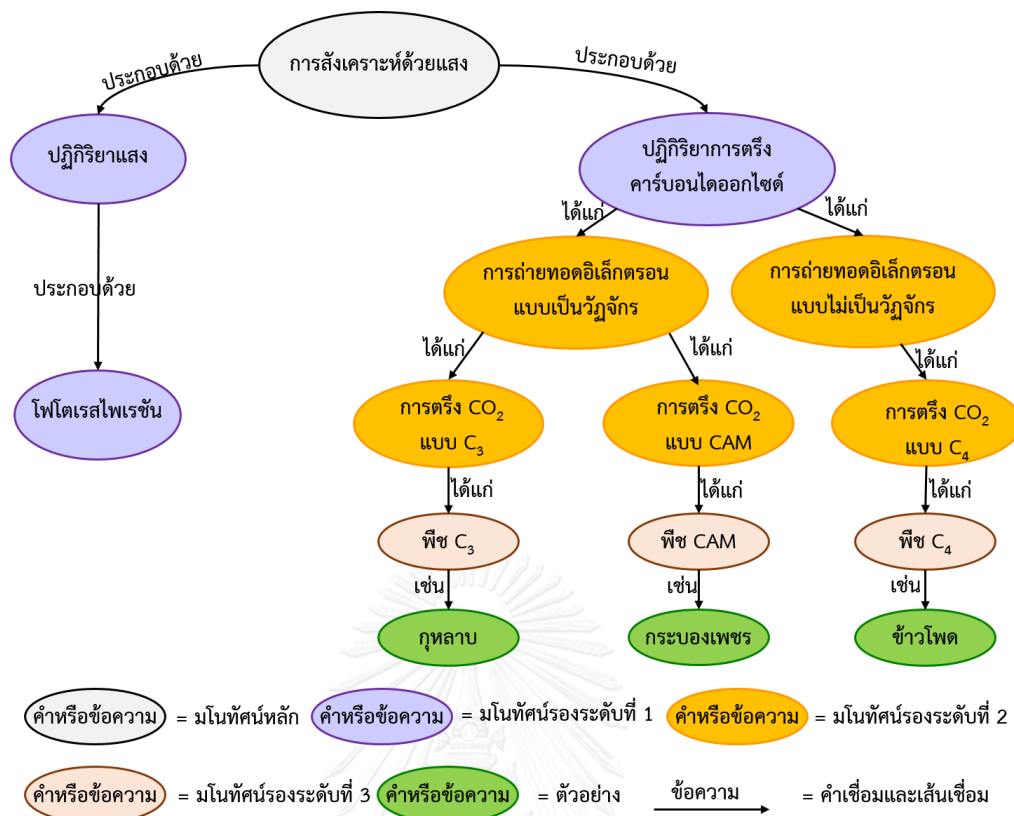 การสังเคราะห์ด้วยแสง
ประกอบด้วย
ประกอบด้วย
ปฏิกิริยาแสง
ปฏิกิริยาการตรึง
คาร์บอนไดออกไซด์
ได้แก่
ได้แก่
การถ่ายทอดอิเล็กตรอน
แบบเป็นวัฏจักร
การถ่ายทอดอิเล็กตรอน
แบบไม่เป็นวัฏจักร
ประกอบด้วย
ได้แก่
ได้แก่
ได้แก่
โฟโตเรสไพเรชัน
การตรึง CO₂
แบบ C₃
การตรึง CO₂
แบบ CAM
การตรึง CO₂
แบบ C₄
ได้แก่
ได้แก่
ได้แก่
พืช C₃
พืช CAM
พืช C₄
เช่น
เช่น
เช่น
กุหลาบ
กระบองเพชร
ข้าวโพด
คำหรือข้อความ = มโนทัศน์หลัก คำหรือข้อความ = มโนทัศน์รองระดับที่ 1 คำหรือข้อความ = มโนทัศน์รองระดับที่ 2
คำหรือข้อความ = มโนทัศน์รองระดับที่ 3 คำหรือข้อความ = ตัวอย่าง ข้อความ = คำเชื่อมและเส้นเชื่อม